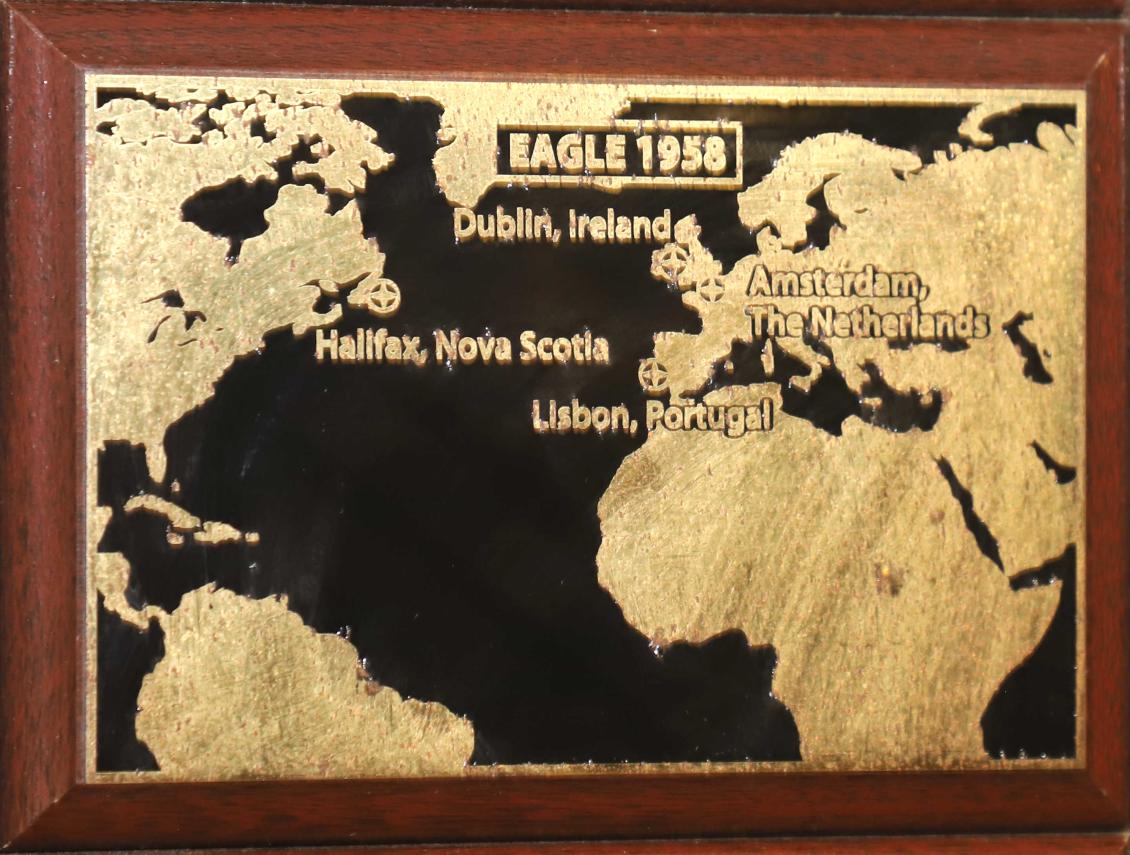 EAGLE 1958
Dublin, Ireland
Amsterdam,
The Netherlands
Halifax, Nova Scotia
Lisbon, Portugal